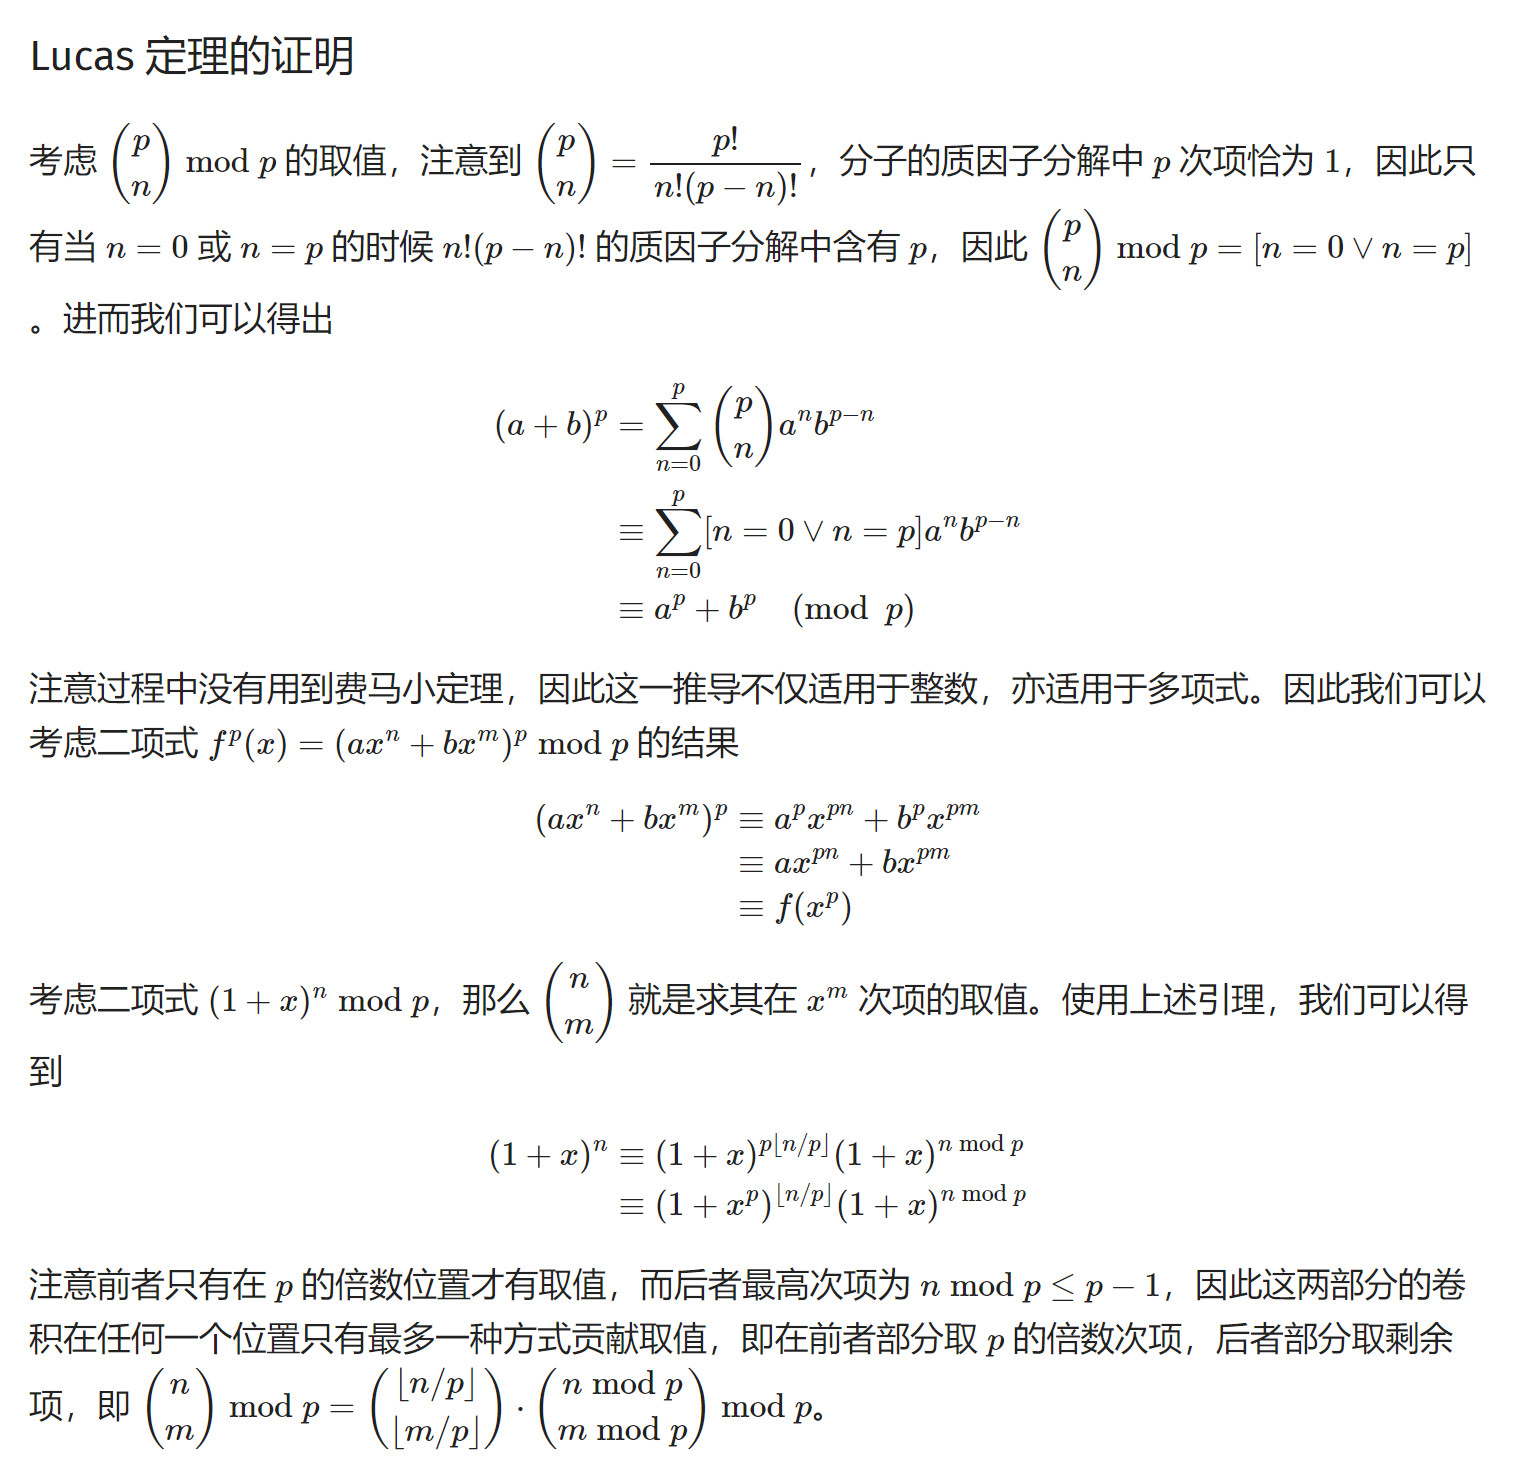 Lucas 定理的证明
考虑 $\binom{p}{n} \bmod p$ 的取值，注意到 $\binom{p}{n} = \frac{p!}{n!(p-n)!}$，分子的质因子分解中 $p$ 次项恰为 $1$，因此只
有当 $n = 0$ 或 $n = p$ 的时候 $n!(p-n)!$ 的质因子分解中含有 $p$，因此 $\binom{p}{n} \bmod p = [n = 0 \vee n = p]$
。进而我们可以得出
$(a+b)^p = \sum_{n=0}^{p} \binom{p}{n} a^n b^{p-n}$
$\equiv \sum_{n=0}^{p} [n = 0 \vee n = p] a^n b^{p-n}$
$\equiv a^p + b^p \pmod p$
注意过程中没有用到费马小定理，因此这一推导不仅适用于整数，亦适用于多项式。因此我们可以
考虑二项式 $f^p(x) = (ax^n + bx^m)^p \bmod p$ 的结果
$(ax^n + bx^m)^p \equiv a^p x^{pn} + b^p x^{pm}$
$\equiv ax^{pn} + bx^{pm}$
$\equiv f(x^p)$
考虑二项式 $(1+x)^n \bmod p$，那么 $\binom{n}{m}$ 就是求其在 $x^m$ 次项的取值。使用上述引理，我们可以得
到
$(1+x)^n \equiv (1+x)^{p\lfloor n/p \rfloor} (1+x)^{n \bmod p}$
$\equiv (1+x^p)^{\lfloor n/p \rfloor} (1+x)^{n \bmod p}$
注意前者只有在 $p$ 的倍数位置才有取值，而后者最高次项为 $n \bmod p \leq p-1$，因此这两部分的卷
积在任何一个位置只有最多一种方式贡献取值，即在前者部分取 $p$ 的倍数次项，后者部分取剩余
项，即 $\binom{n}{m} \bmod p = \binom{\lfloor n/p \rfloor}{\lfloor m/p \rfloor} \cdot \binom{n \bmod p}{m \bmod p} \bmod p$。